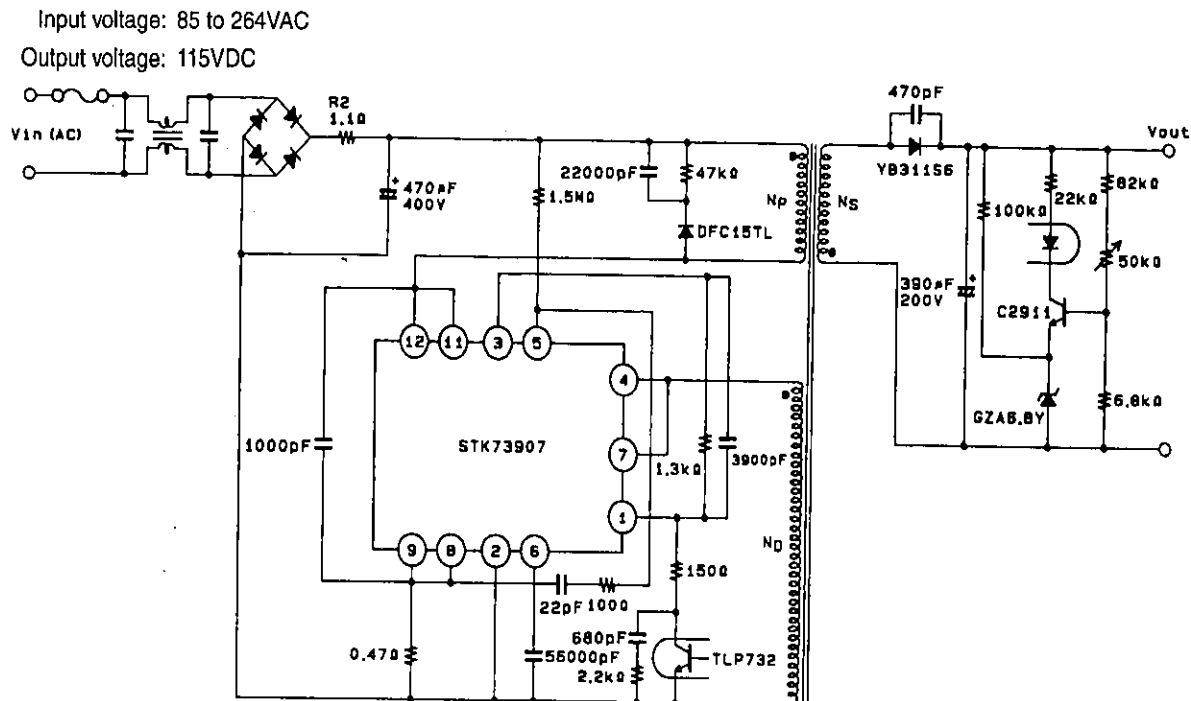 Input voltage: 85 to 264VAC
Output voltage: 115VDC
Vin (AC)
R2
1.1Ω
470µF
400V
1.5MΩ
22000pF
47kΩ
DFC15TL
NP
NS
470pF
YB311S6
Vout
390µF
200V
100kΩ
22kΩ
82kΩ
50kΩ
C2911
GZA6.8Y
6.8kΩ
12
11
3
5
4
7
1
9
8
2
6
STK73907
1000pF
1.3kΩ
3900pF
ND
150Ω
22pF
100Ω
0.47Ω
56000pF
680pF
2.2kΩ
TLP732